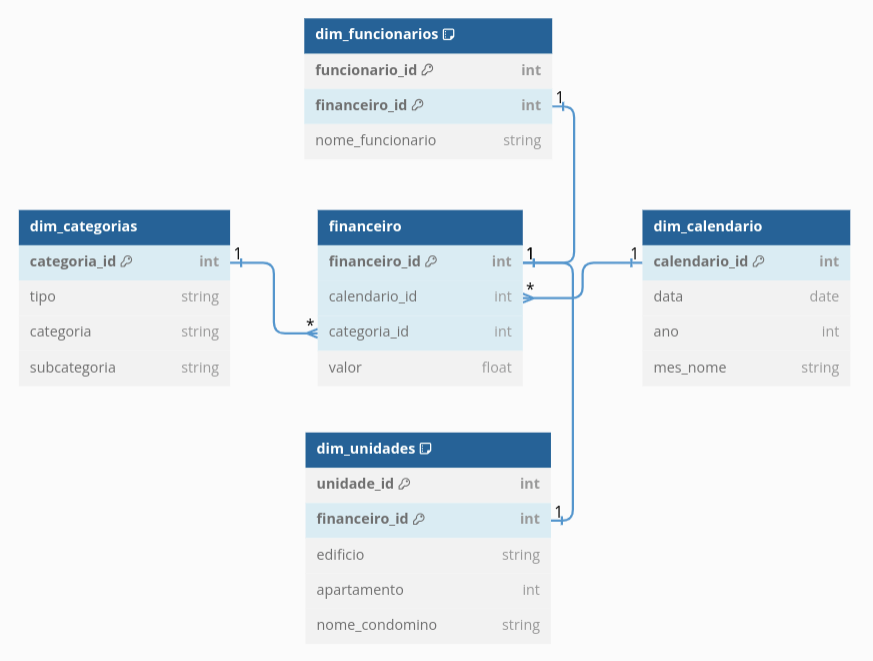 dim_funcionarios
funcionario_id int
financeiro_id int
nome_funcionario string
1
dim_categorias
categoria_id int
tipo string
categoria string
subcategoria string
1
*
financeiro
financeiro_id int
calendario_id int
categoria_id int
valor float
1
*
1
dim_calendario
calendario_id int
data date
ano int
mes_nome string
dim_unidades
unidade_id int
financeiro_id int
edificio string
apartamento int
nome_condomino string
1